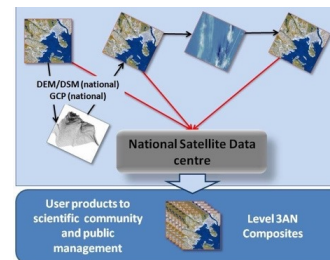 DEM/DSM (national)
GCP (national)
National Satellite Data
centre
User products to
scientific community
and public
management
Level 3AN
Composites